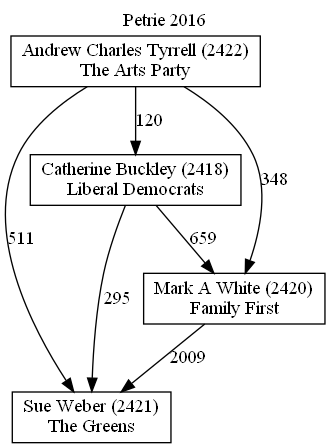 Petrie 2016
Andrew Charles Tyrrell (2422)
The Arts Party
120
Catherine Buckley (2418)
Liberal Democrats
348
511
659
295
Mark A White (2420)
Family First
2009
Sue Weber (2421)
The Greens